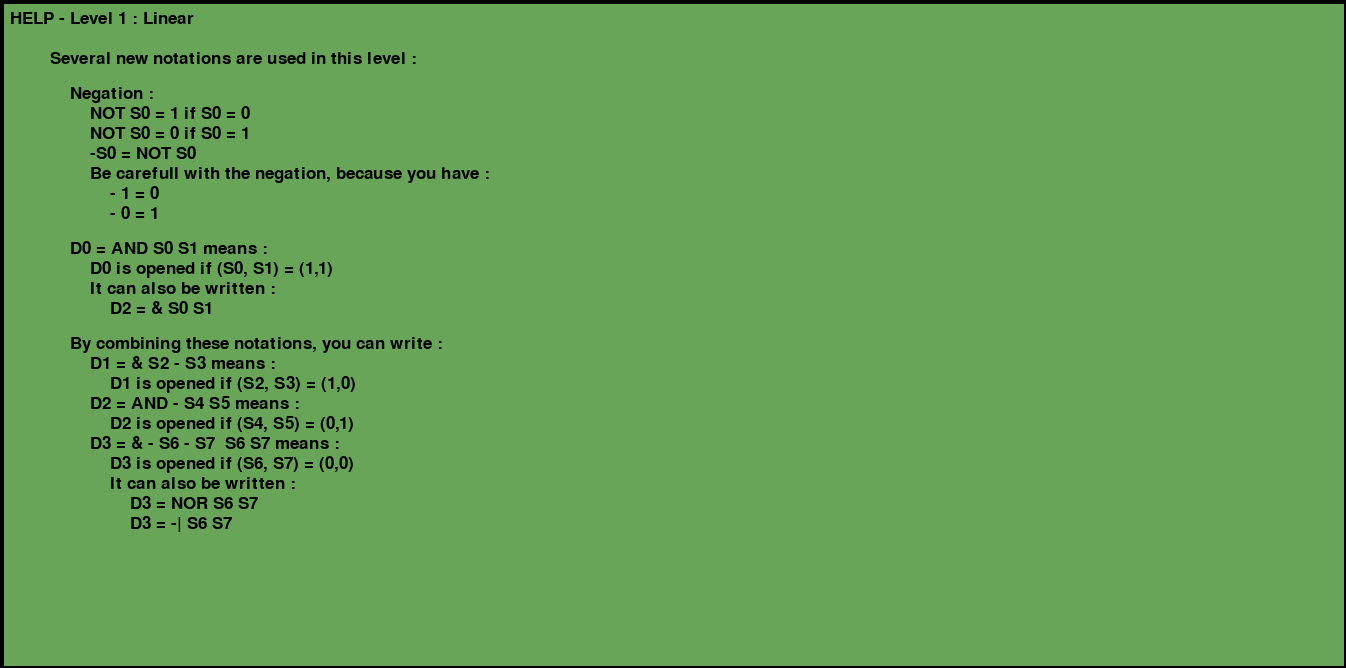 HELP - Level 1 : Linear
Several new notations are used in this level :
Negation :
NOT S0 = 1 if S0 = 0
NOT S0 = 0 if S0 = 1
-S0 = NOT S0
Be carefull with the negation, because you have :
- 1 = 0
- 0 = 1
D0 = AND S0 S1 means :
D0 is opened if (S0, S1) = (1,1)
It can also be written :
D2 = & S0 S1
By combining these notations, you can write :
D1 = & S2 - S3 means :
D1 is opened if (S2, S3) = (1,0)
D2 = AND - S4 S5 means :
D2 is opened if (S4, S5) = (0,1)
D3 = & - S6 - S7  S6 S7 means :
D3 is opened if (S6, S7) = (0,0)
It can also be written :
D3 = NOR S6 S7
D3 = -| S6 S7